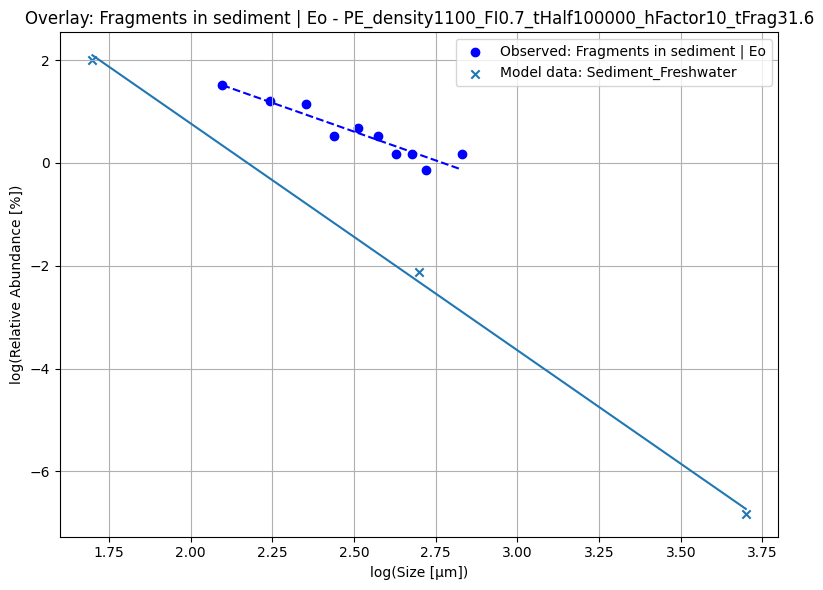 Overlay: Fragments in sediment | Eo - PE_density1100_FI0.7_tHalf100000_hFactor10_tFrag31.6
Observed: Fragments in sediment | Eo
Model data: Sediment_Freshwater
log(Relative Abundance [%])
2
0
−2
−4
−6
1.75 2.00 2.25 2.50 2.75 3.00 3.25 3.50 3.75
log(Size [μm])